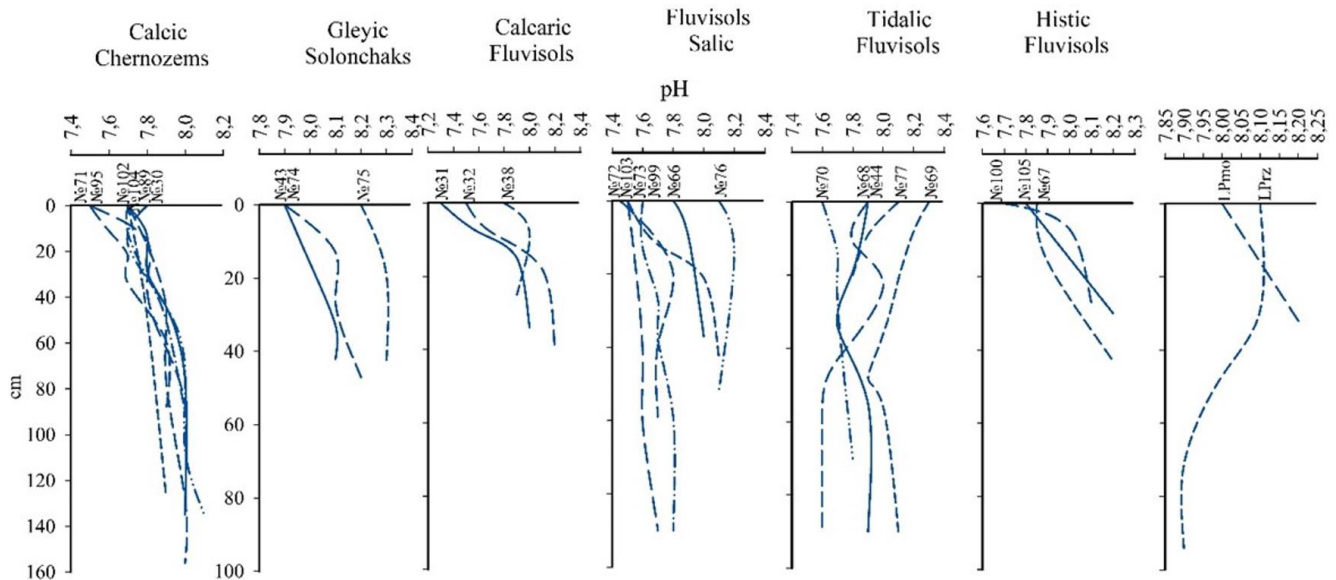 Calcic
Chernozems
Gleyic
Solonchaks
Calcaric
Fluvisols
Fluvisols
Salic
Tidalic
Fluvisols
Histic
Fluvisols
pH
7,4 7,6 7,8 8,0 8,2
7,8 7,9 8,0 8,1 8,2 8,3 8,4
7,2 7,4 7,6 7,8 8,0 8,2 8,4
7,4 7,6 7,8 8,0 8,2 8,4
7,4 7,6 7,8 8,0 8,2 8,4
7,6 7,7 7,8 7,9 8,0 8,1 8,2 8,3
7,85 7,90 7,95 8,00 8,05 8,10 8,15 8,20 8,25
№71 №95 №102 №104 №89 №30
№43 №74 №75
№31 №32 №38
№72 №103 №73 №99 №66 №76
№70 №68 №44 №77 №69
№100 №105 №67
LPmo LPrz
cm
0
20
40
60
80
100
120
140
160
0
20
40
60
80
100